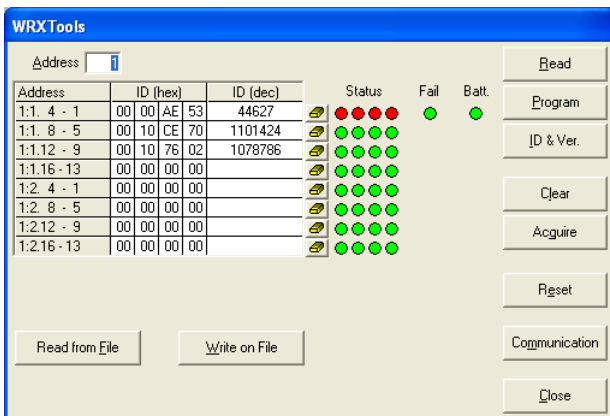 WRXTools
Address 1
Read
Address ID (hex) ID (dec) Status Fail Batt.
1:1. 4 - 1 00 00 AE 53 44627
Program
1:1. 8 - 5 00 10 CE 70 1101424
1:1.12 - 9 00 10 76 02 1078786
ID & Ver.
1:1.16 - 13 00 00 00 00
1:2. 4 - 1 00 00 00 00
Clear
1:2. 8 - 5 00 00 00 00
1:2.12 - 9 00 00 00 00
Acquire
1:2.16 - 13 00 00 00 00
Reset
Read from File Write on File Communication
Close